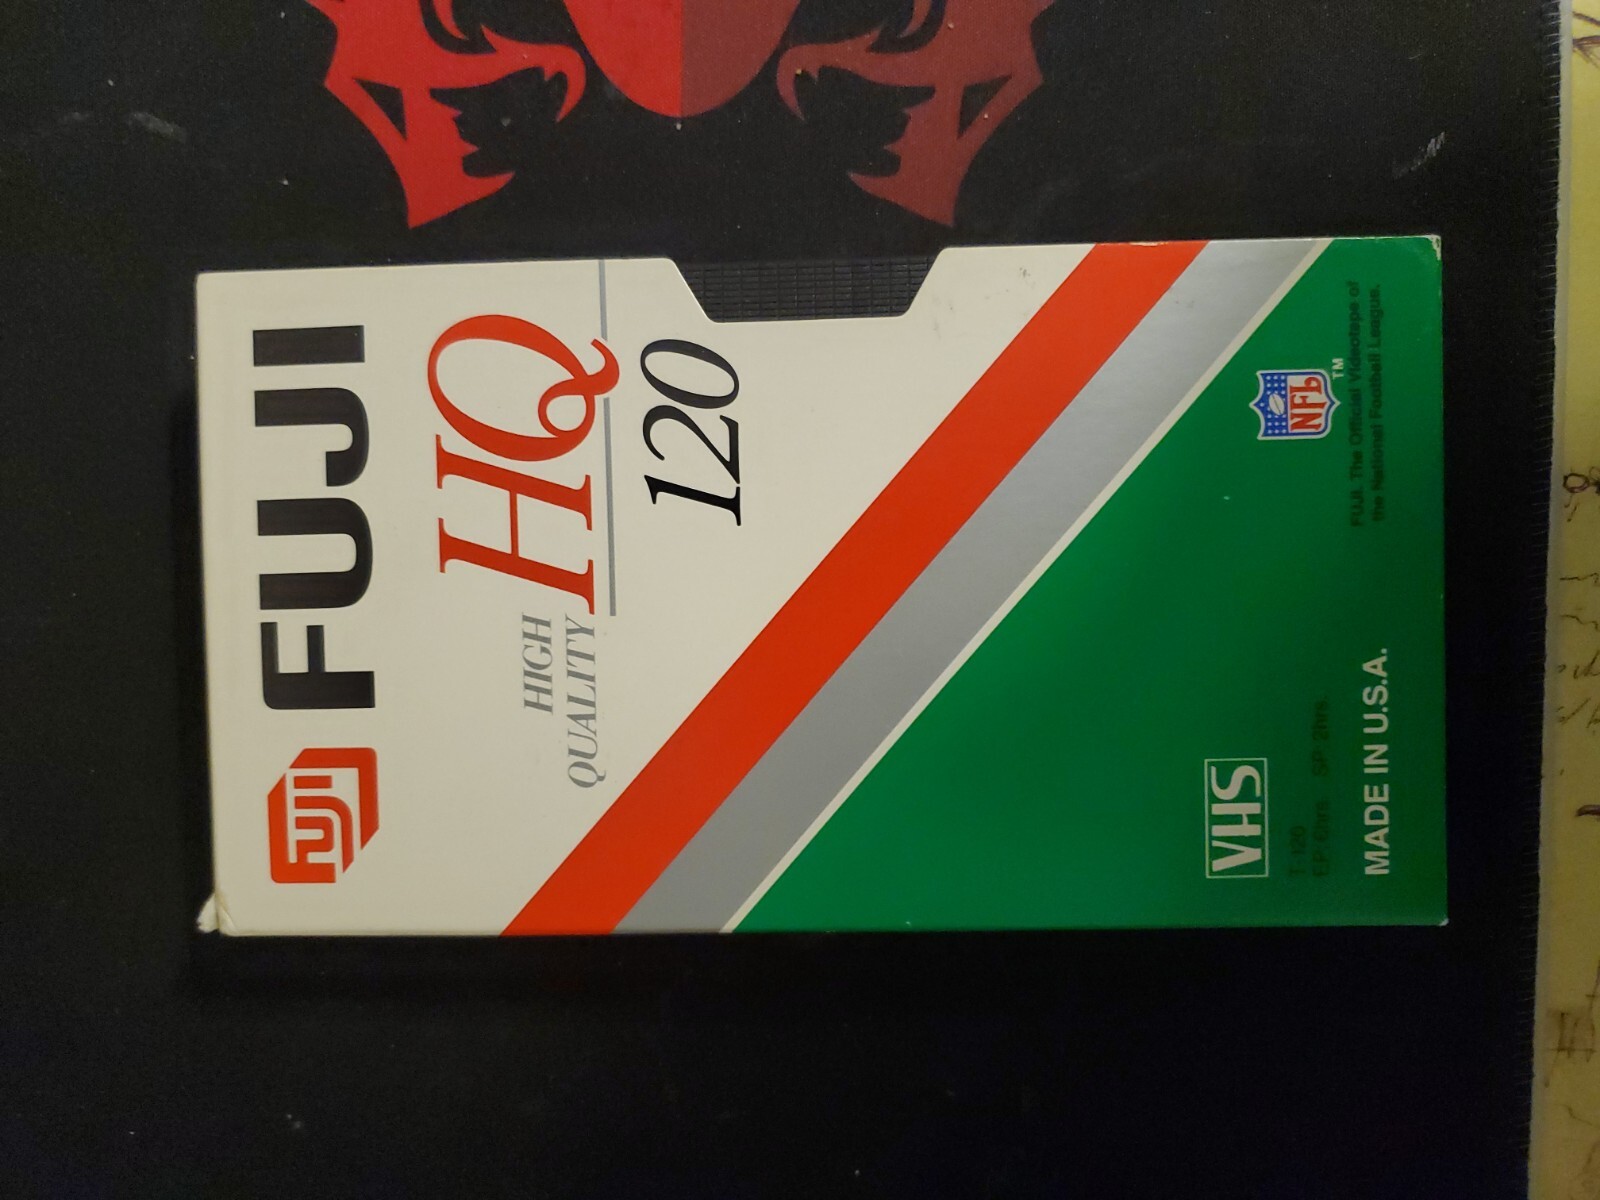 FUJI FUJI
HIGH
QUALITY HQ
120
NFL TM
FUJI. The Official Videotape of
the National Football League.
VHS
T-120
EP 6hrs. SP 2hrs.
MADE IN U.S.A.